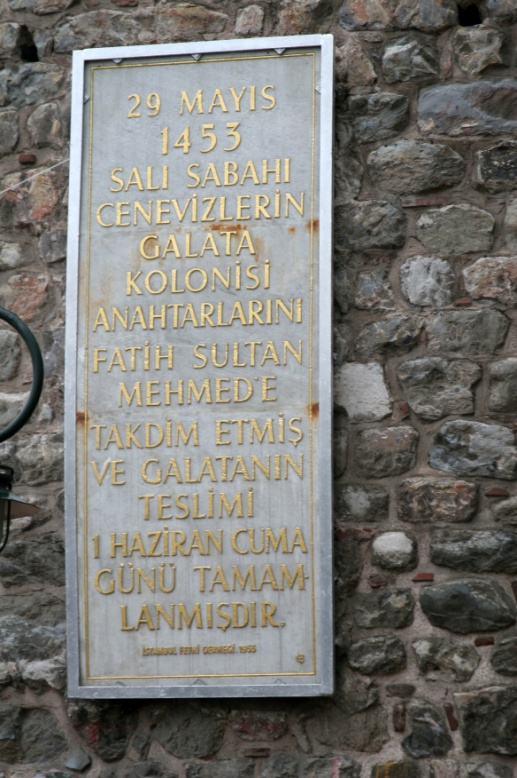 29 MAYIS
1453
SALI SABAHI
CENEVİZLERİN
GALATA
KOLONİSİ
ANAHTARLARINI
FATİH SULTAN
MEHMED'E
TAKDİM ETMİŞ
VE GALATANIN
TESLİMİ
1 HAZİRAN CUMA
GÜNÜ TAMAM-
LANMIŞDIR.
İSTANBUL FETHİ DERNEĞİ 1953